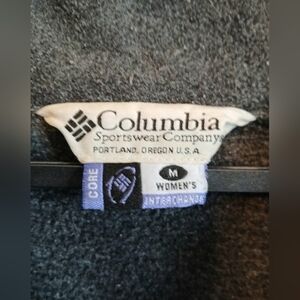 Columbia
Sportswear Company
PORTLAND, OREGON U.S.A.
CORE
M
WOMEN'S
INTERCHANGE